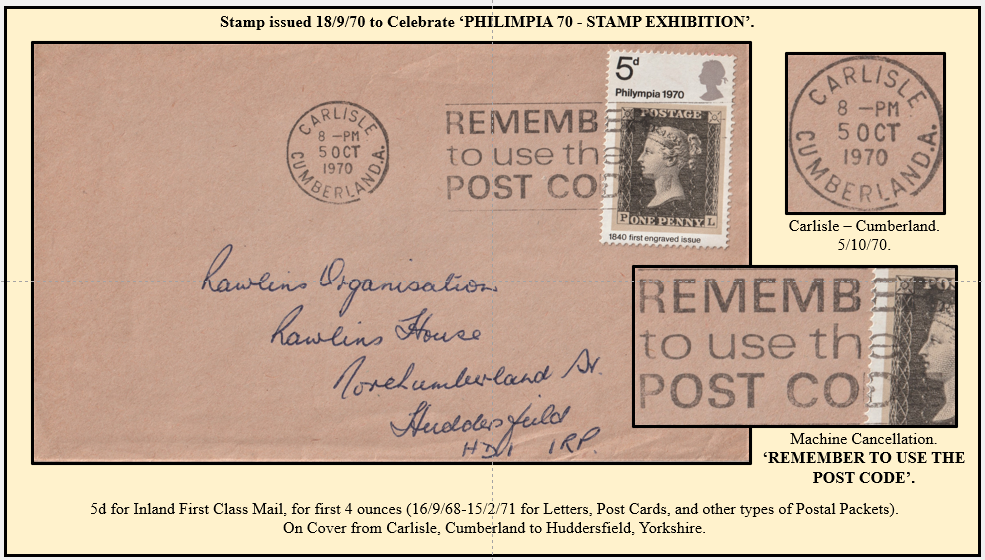 Stamp issued 18/9/70 to Celebrate ‘PHILIMPIA 70 - STAMP EXHIBITION’.
CARLISLE
8 -PM
5 OCT
1970
CUMBERLAND.A.
REMEMBE
to use the
POST COD
5d
Philympia 1970
POSTAGE
P ONE PENNY L
1840 first engraved issue
Rawlins Organisation
Rawlins House
Northumberland St.
Huddersfield
HD1 1RP.
CARLISLE
8 -PM
5 OCT
1970
CUMBERLAND.A.
Carlisle – Cumberland.
5/10/70.
REMEMBE
to use the
POST COD
POS
Machine Cancellation.
‘REMEMBER TO USE THE
POST CODE’.
5d for Inland First Class Mail, for first 4 ounces (16/9/68-15/2/71 for Letters, Post Cards, and other types of Postal Packets).
On Cover from Carlisle, Cumberland to Huddersfield, Yorkshire.